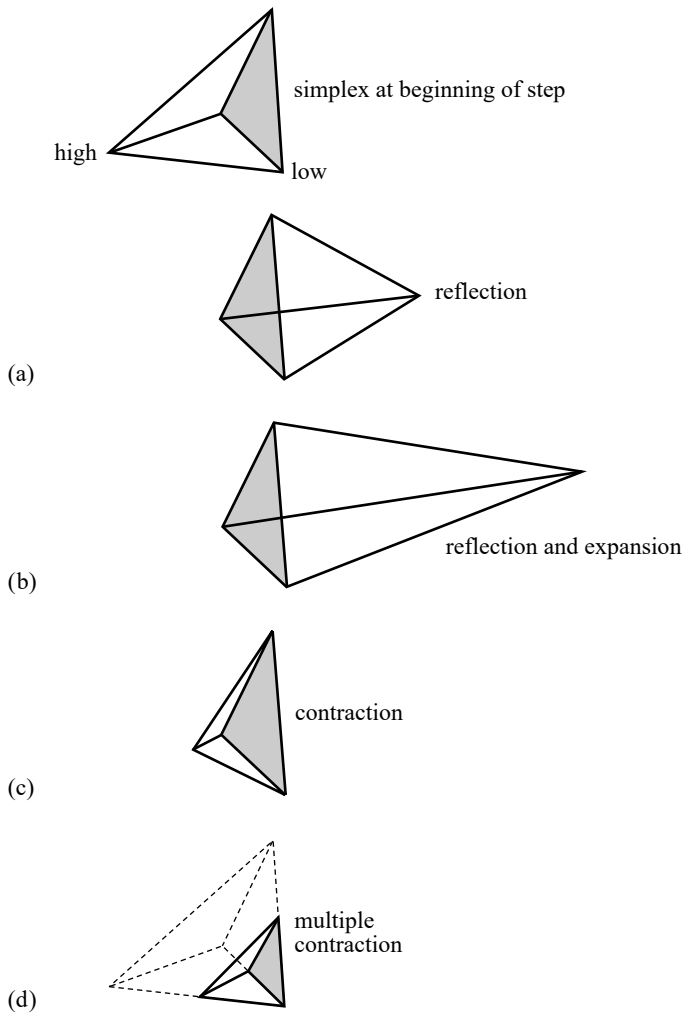 simplex at beginning of step
high
low
reflection
(a)
reflection and expansion
(b)
contraction
(c)
multiple
contraction
(d)